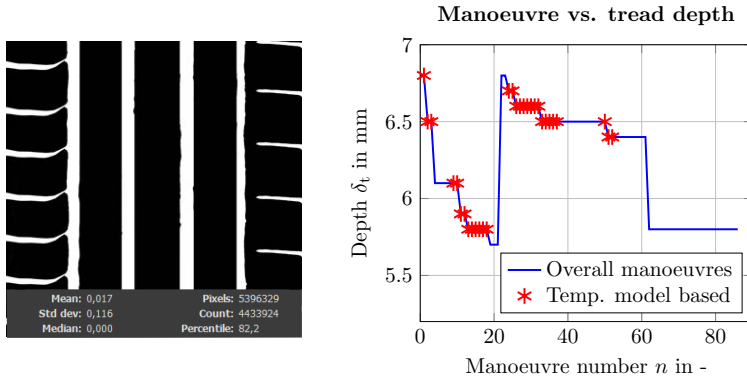 Mean: 0,017 Pixels: 5396329
Std dev: 0,116 Count: 4433924
Median: 0,000 Percentile: 82,2
Manoeuvre vs. tread depth
7
6.5
6
5.5
Depth δt in mm
Overall manoeuvres
Temp. model based
0 20 40 60 80
Manoeuvre number n in -